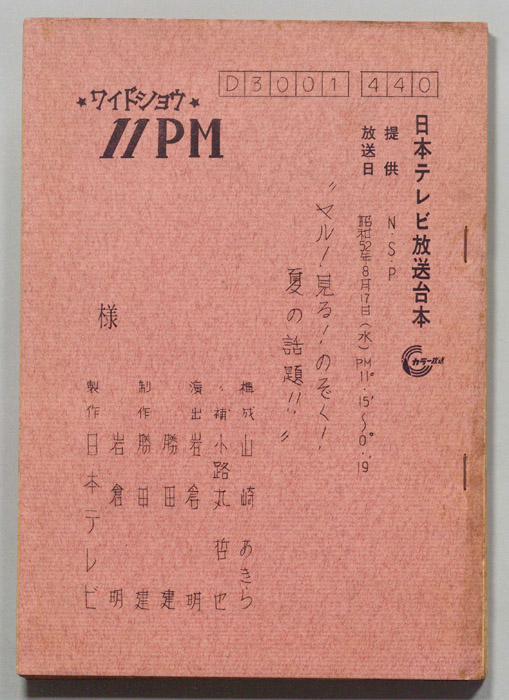 D3001 440
★ワイドショウ★
11PM
日本テレビ放送台本
カラー放送
提供 N・S・P
放送日 昭和52年8月17日(水)PM11°・15′〜0°・19
〝マル!見る!のぞく!
夏の話題!!〟
様
構成 山崎あきら
〃補 小路丸哲也
演出 岩倉明
勝田建
制作 勝田建
岩倉明
製作 日本テレビ